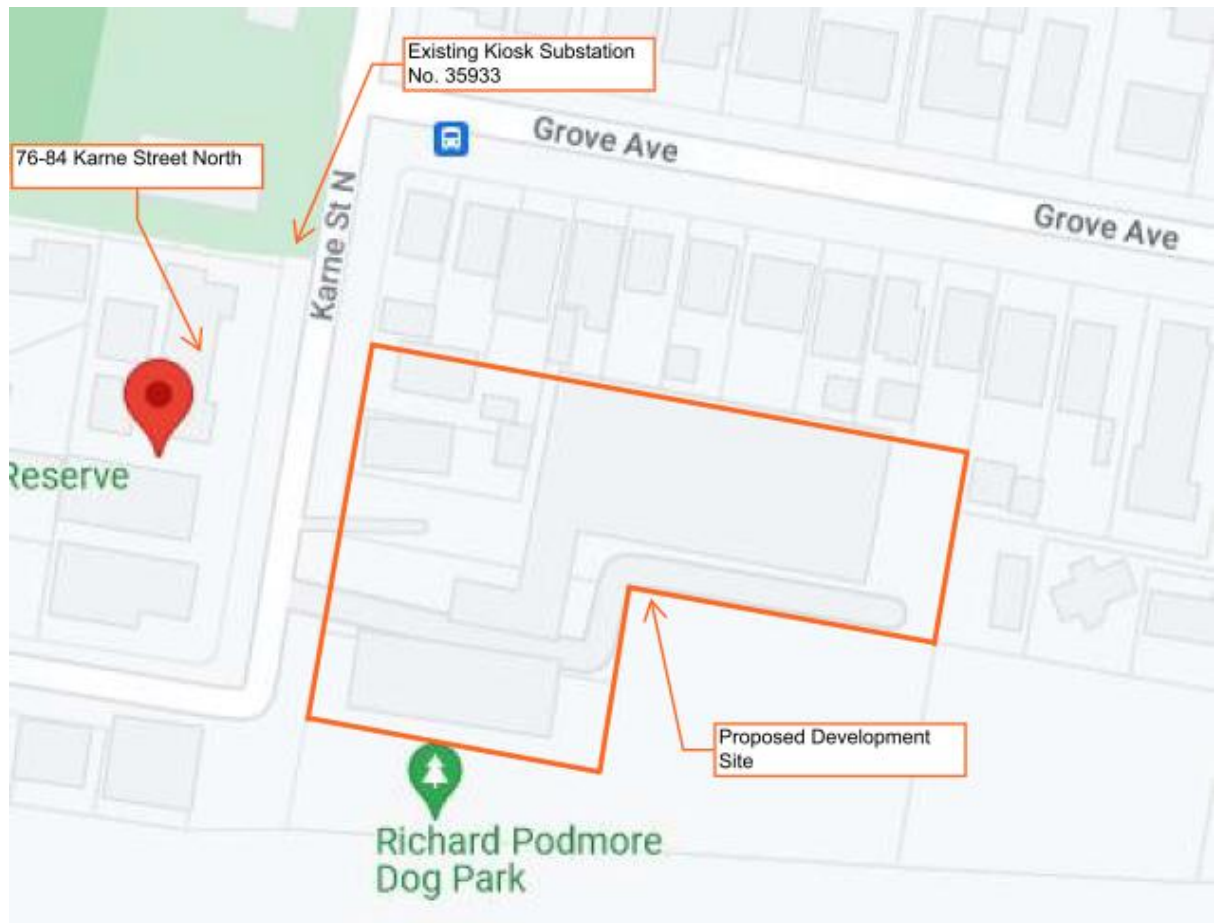 Existing Kiosk Substation
No. 35933
Grove Ave
76-84 Karne Street North
Karne St N
Grove Ave
Reserve
Proposed Development
Site
Richard Podmore
Dog Park